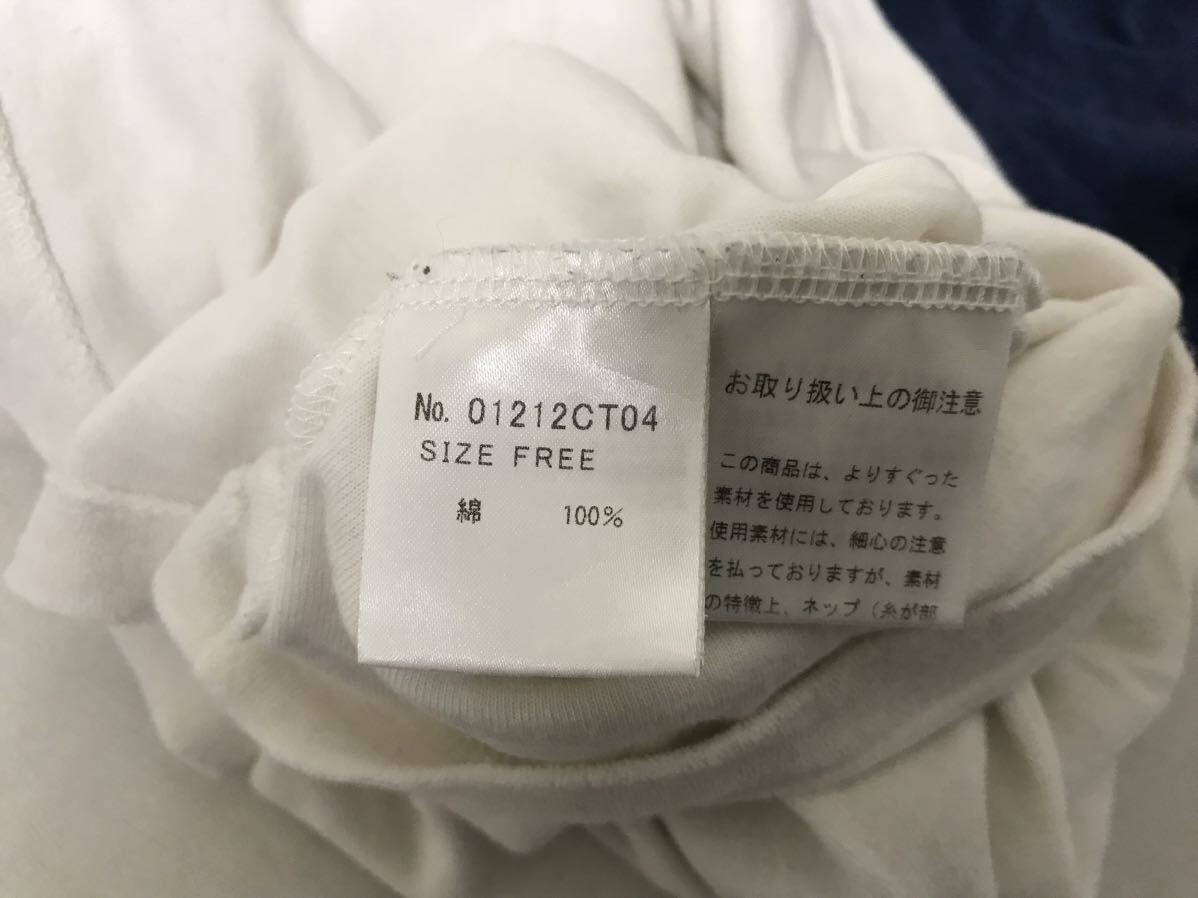 No. 01212CT04
SIZE FREE
綿 100%
お取り扱い上の御注意
この商品は、よりすぐった
素材を使用しております。
使用素材には、細心の注意
を払っておりますが、素材
の特徴上、ネップ（糸が部